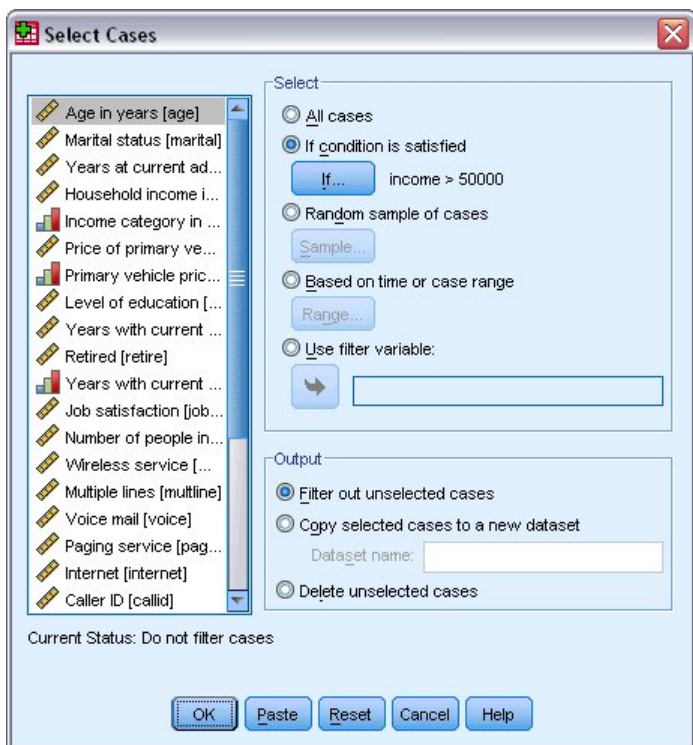 Select Cases
Age in years [age]
Marital status [marital]
Years at current ad...
Household income i...
Income category in ...
Price of primary ve...
Primary vehicle pric...
Level of education [...
Years with current ...
Retired [retire]
Years with current ...
Job satisfaction [job...
Number of people in...
Wireless service [...
Multiple lines [multline]
Voice mail [voice]
Paging service [pag...
Internet [internet]
Caller ID [callid]
Current Status: Do not filter cases
Select
All cases
If condition is satisfied
If... income > 50000
Random sample of cases
Sample...
Based on time or case range
Range...
Use filter variable:
Output
Filter out unselected cases
Copy selected cases to a new dataset
Dataset name:
Delete unselected cases
OK Paste Reset Cancel Help